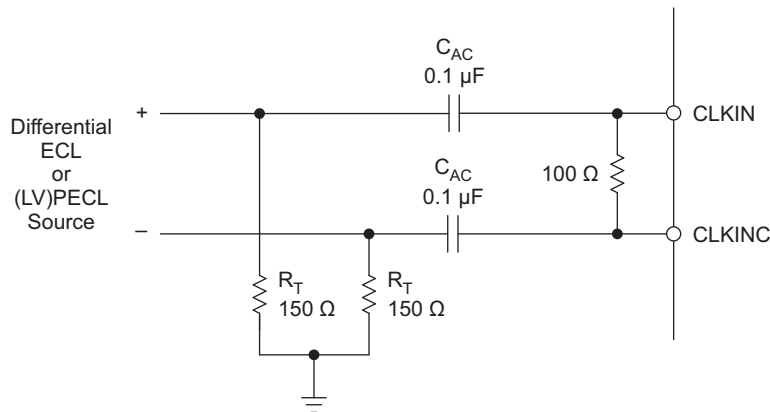 C_AC
0.1 µF
+
CLKIN
Differential
ECL
or
(LV)PECL
Source
C_AC
0.1 µF
100 Ω
–
CLKINC
R_T
150 Ω
R_T
150 Ω